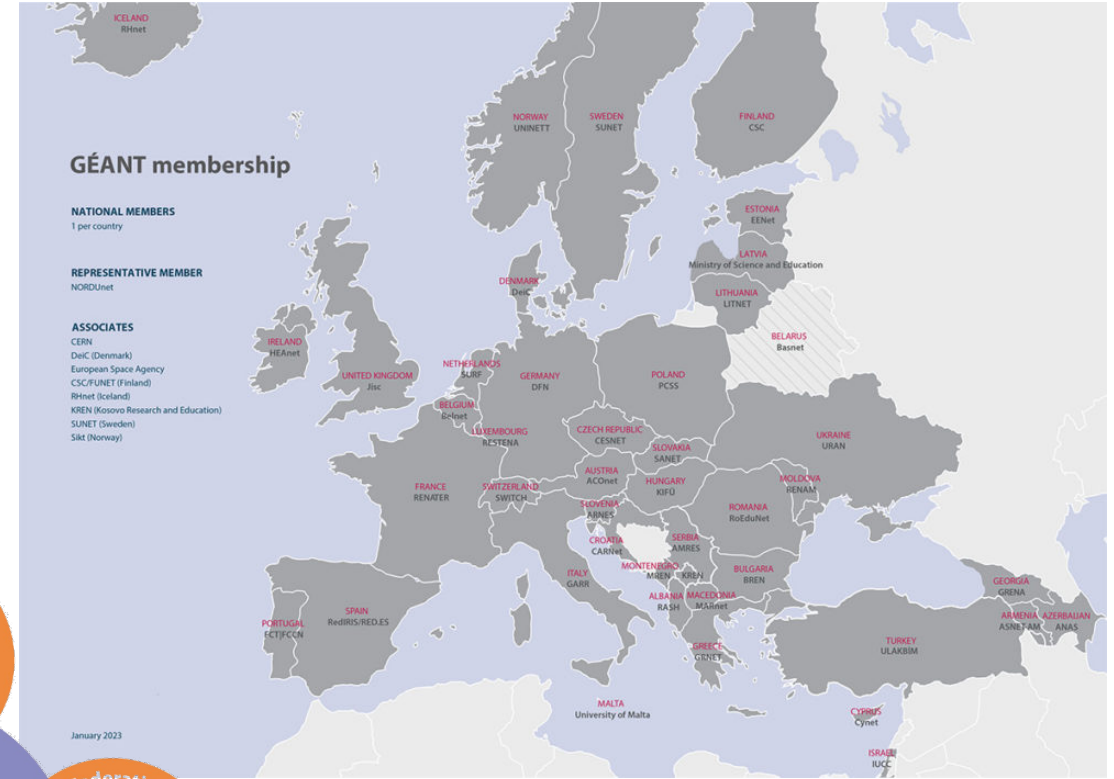 ICELAND
RHnet
NORWAY
UNINETT
SWEDEN
SUNET
FINLAND
CSC
GÉANT membership
NATIONAL MEMBERS
1 per country
REPRESENTATIVE MEMBER
NORDUnet
ASSOCIATES
CERN
DeiC (Denmark)
European Space Agency
CSC/FUNET (Finland)
RHnet (Iceland)
KREN (Kosovo Research and Education)
SUNET (Sweden)
Sikt (Norway)
ESTONIA
EENet
LATVIA
Ministry of Science and Education
LITHUANIA
LITNET
DENMARK
DeiC
BELARUS
Basnet
IRELAND
HEAnet
UNITED KINGDOM
Jisc
NETHERLANDS
SURF
GERMANY
DFN
POLAND
PCSS
BELGIUM
Belnet
LUXEMBOURG
RESTENA
CZECH REPUBLIC
CESNET
SLOVAKIA
SANET
UKRAINE
URAN
FRANCE
RENATER
SWITZERLAND
SWITCH
AUSTRIA
ACOnet
HUNGARY
KIFÜ
MOLDOVA
RENAM
SLOVENIA
ARNES
ROMANIA
RoEduNet
CROATIA
CARNet
SERBIA
AMRES
MONTENEGRO
MREN
KREN
BULGARIA
BREN
ITALY
GARR
ALBANIA
RASH
MACEDONIA
MARnet
GEORGIA
GRENA
ARMENIA
ASNET-AM
AZERBAIJAN
ANAS
PORTUGAL
FCT|FCCN
SPAIN
RedIRIS/RED.ES
GREECE
GRNET
TURKEY
ULAKBİM
MALTA
University of Malta
CYPRUS
Cynet
ISRAEL
IUCC
January 2023